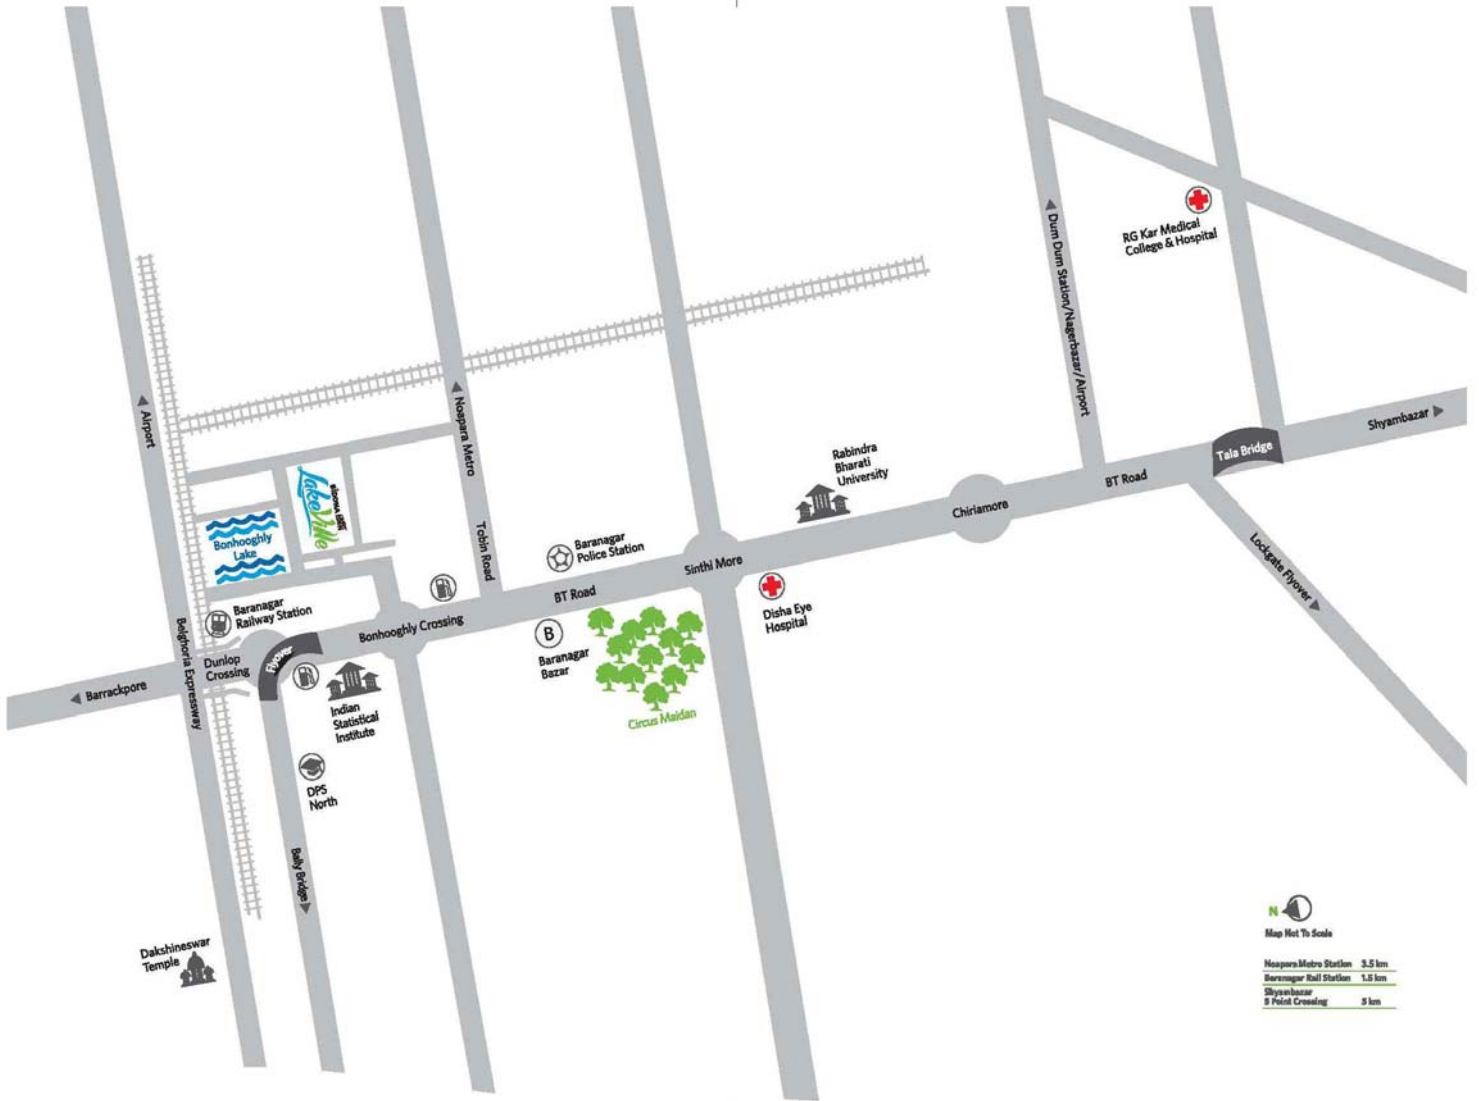 RG Kar Medical
College & Hospital
Dum Dum Station/Nagerbazar/Airport
Airport
Noapara Metro
Shyambazar
Tala Bridge
Rabindra
Bharati
University
BT Road
Chiriamore
Lake
Ville
Bonhooghly
Lake
Tobin Road
Baranagar
Police Station
Sinthi More
Lockgate Flyover
BT Road
Baranagar
Railway Station
Disha Eye
Hospital
Bonhooghly Crossing
B
Baranagar
Bazar
Belghoria Expressway
Dunlop
Crossing
Flyover
Barrackpore
Indian
Statistical
Institute
Circus Maidan
DPS
North
Bally Bridge
Dakshineswar
Temple
N
Map Not To Scale
Noapara Metro Station 3.5 km
Baranagar Rail Station 1.5 km
Shyambazar
5 Point Crossing 5 km